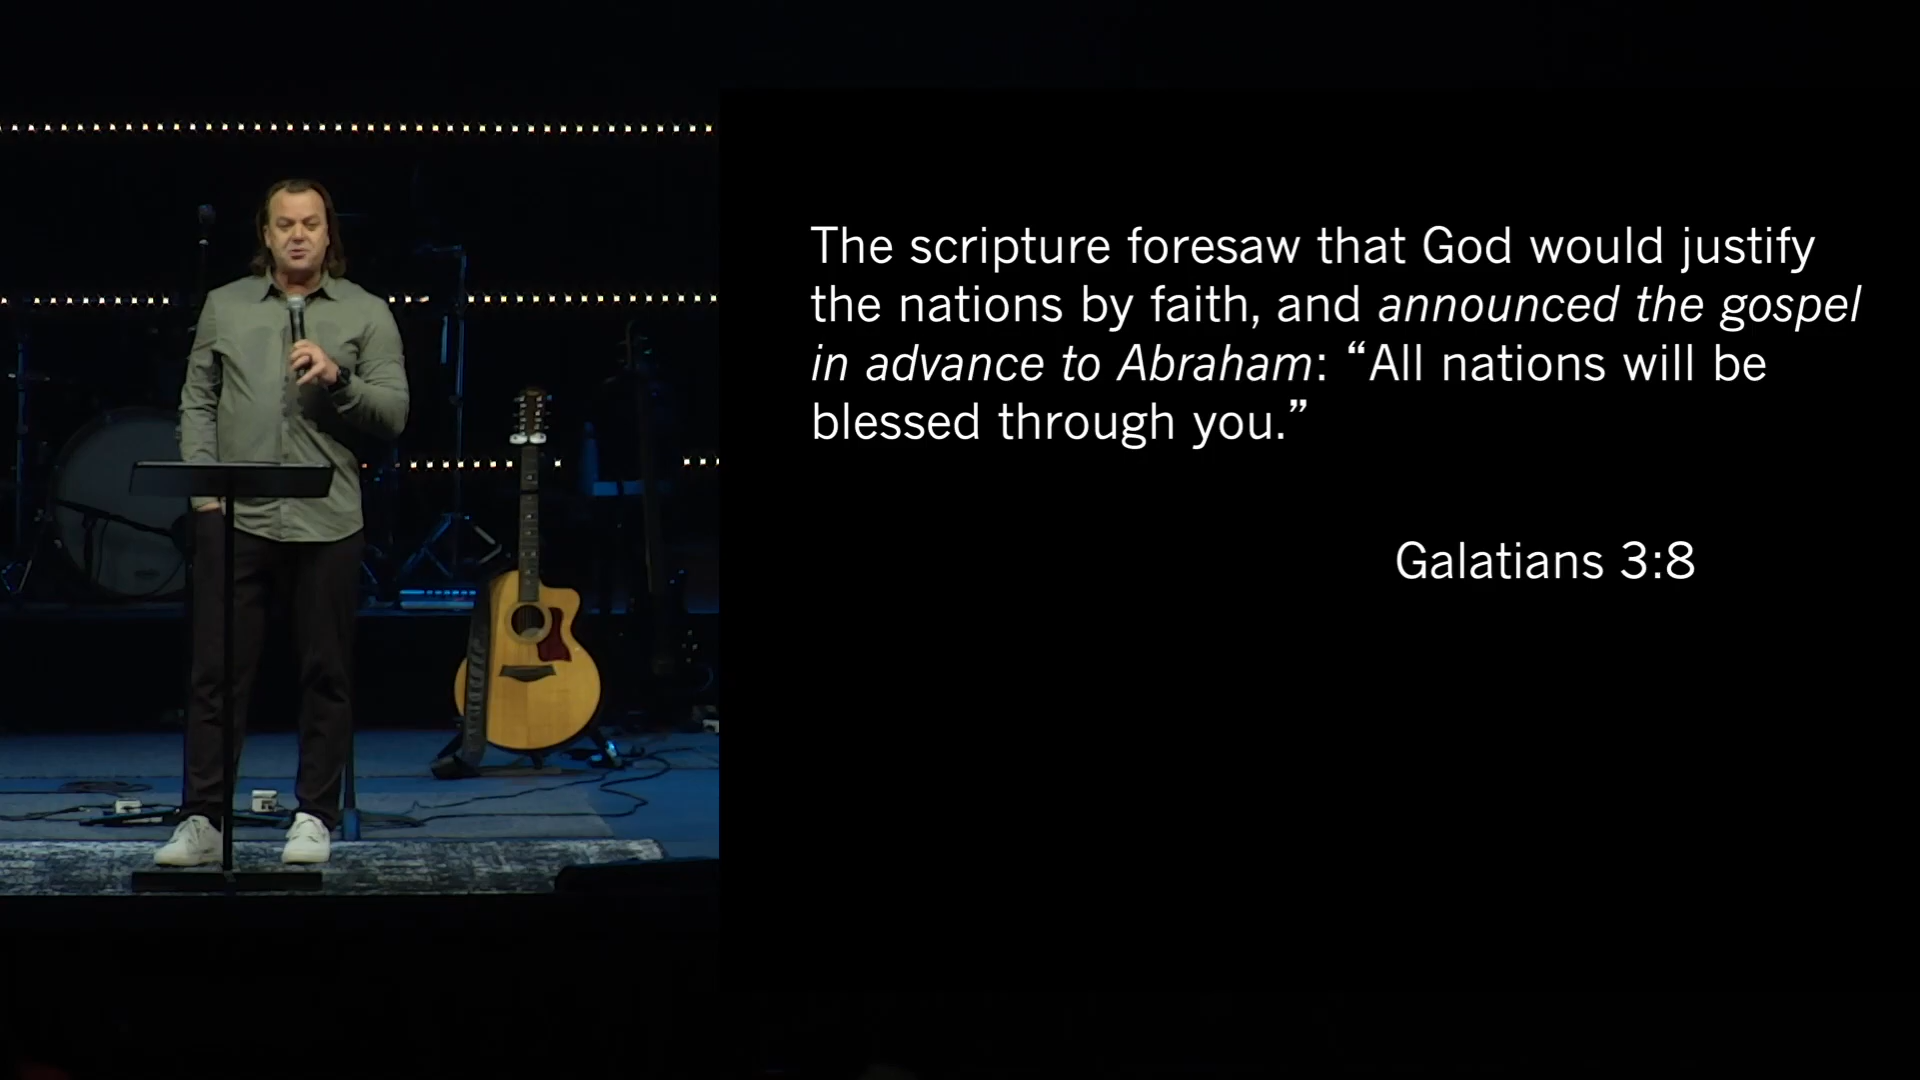 The scripture foresaw that God would justify
the nations by faith, and announced the gospel
in advance to Abraham: “All nations will be
blessed through you.”
Galatians 3:8